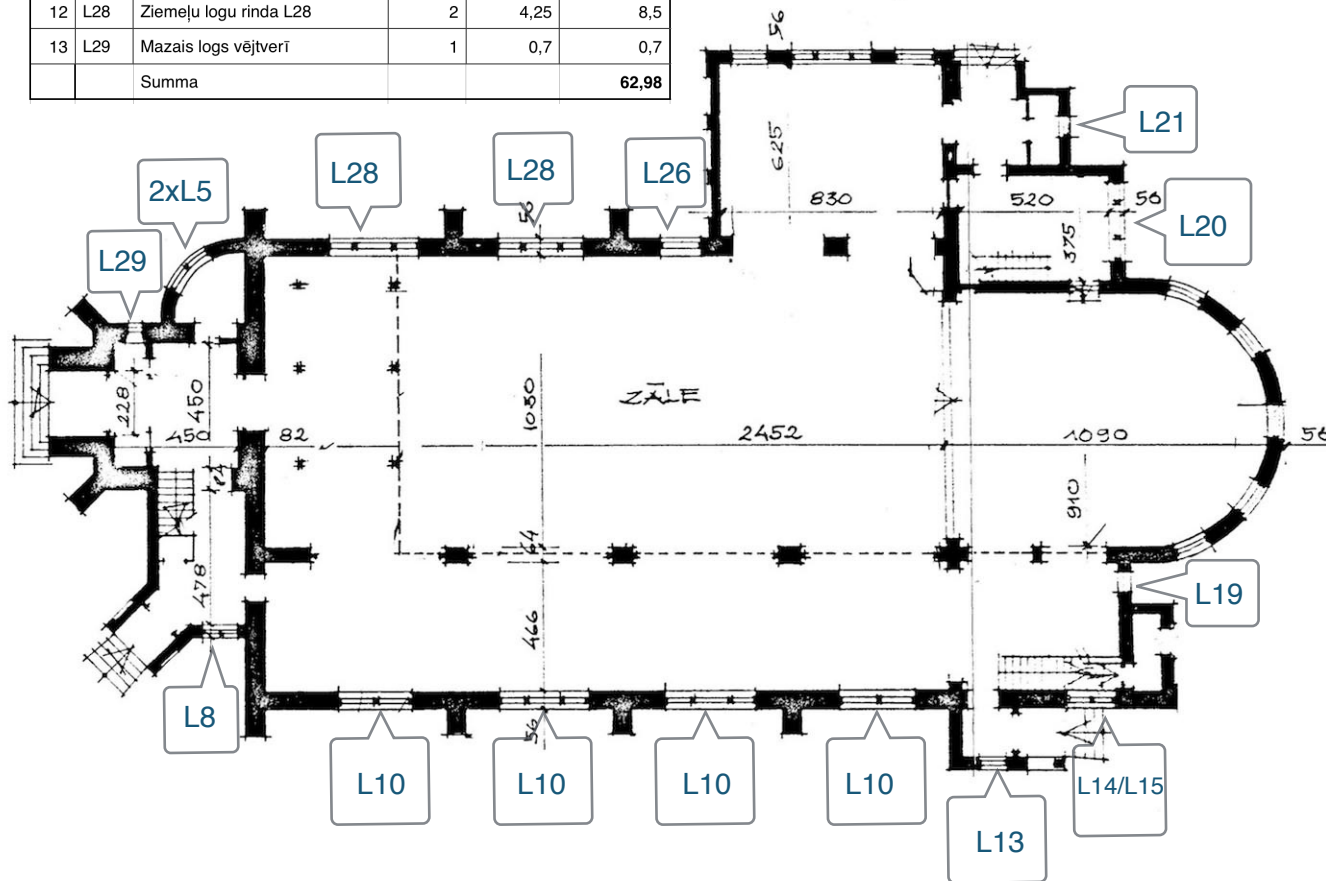 12 L28 Ziemeļu logu rinda L28 2 4,25 8,5
13 L29 Mazais logs vējtverī 1 0,7 0,7
Summa 62,98
56
L21
625
L28
L28
L26
2xL5
830
520
56
L20
56
375
L29
ZĀLE
228
450
1030
450
82
2452
1090
56
910
64
478
466
L19
L8
56
L10
L10
L10
L10
L14/L15
L13